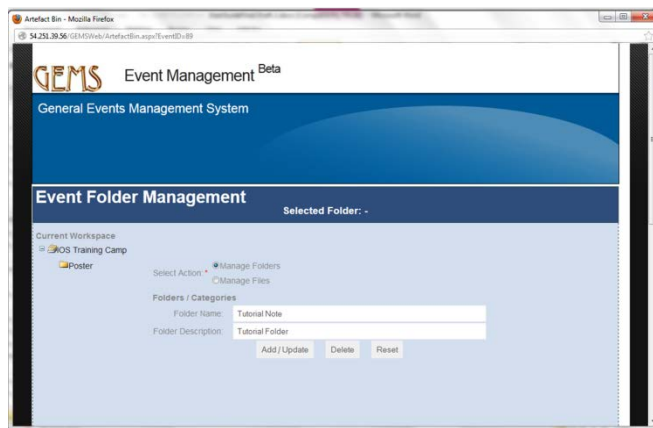 Artefact Bin - Mozilla Firefox
54.251.39.56/GEMSWeb/ArtefactBin.aspx?EventID=89
GEMS Event Management Beta
General Events Management System
Event Folder Management
Selected Folder: -
Current Workspace
iOS Training Camp
Poster
Select Action: * Manage Folders
Manage Files
Folders / Categories
Folder Name: Tutorial Note
Folder Description: Tutorial Folder
Add / Update Delete Reset